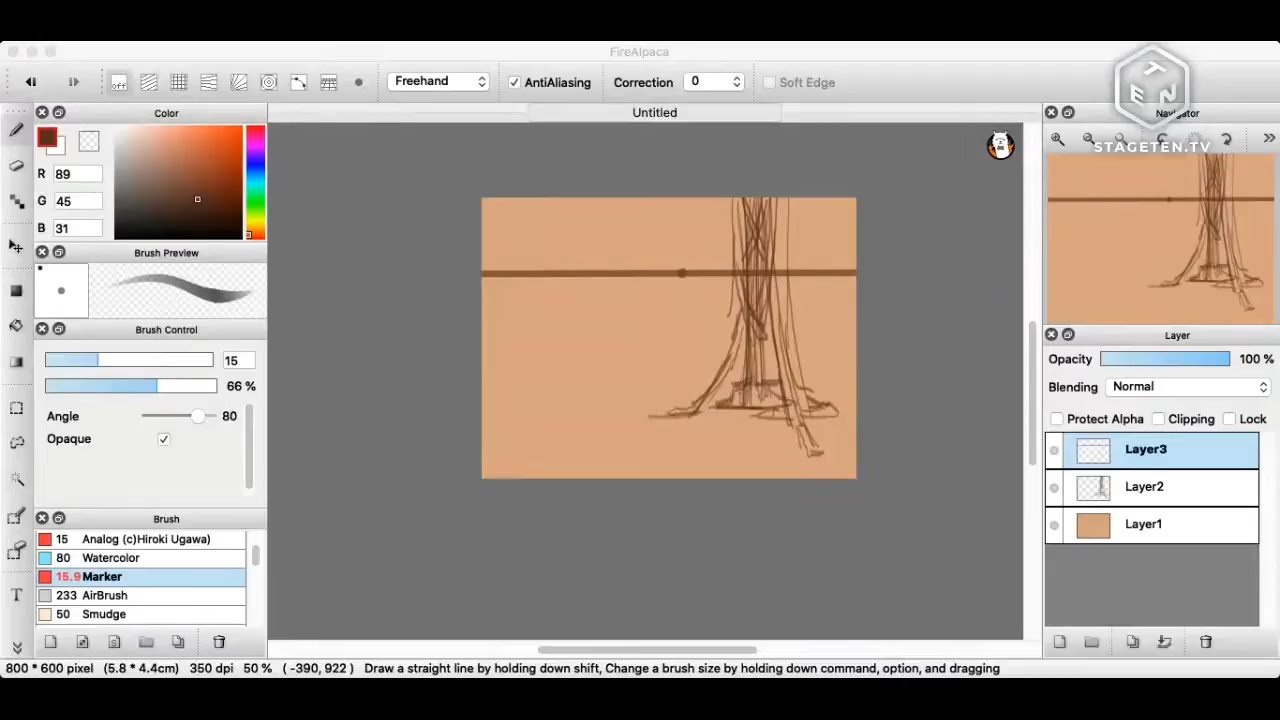 FireAlpaca
off
Freehand
AntiAliasing
Correction
0
Soft Edge
TEN
STAGETEN.TV
Color
Untitled
Navigator
R 89
G 45
B 31
Brush Preview
Brush Control
15
66 %
Angle
80
Opaque
Layer
Opacity
100 %
Blending
Normal
Protect Alpha
Clipping
Lock
Layer3
Layer2
Layer1
Brush
15 Analog (c)Hiroki Ugawa)
80 Watercolor
15.9 Marker
233 AirBrush
50 Smudge
T
800 * 600 pixel (5.8 * 4.4cm) 350 dpi 50 % ( -390, 922 ) Draw a straight line by holding down shift, Change a brush size by holding down command, option, and dragging